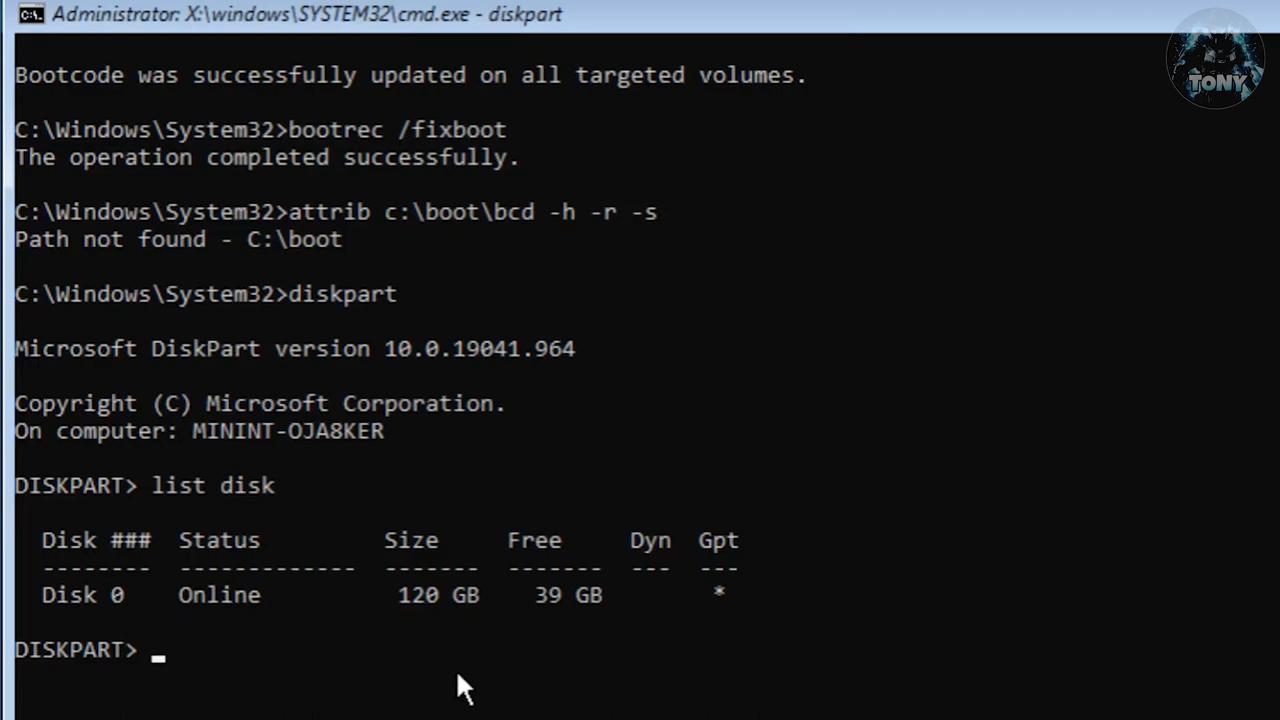 Administrator: X:\windows\SYSTEM32\cmd.exe - diskpart
TONY
Bootcode was successfully updated on all targeted volumes.
C:\Windows\System32>bootrec /fixboot
The operation completed successfully.
C:\Windows\System32>attrib c:\boot\bcd -h -r -s
Path not found - C:\boot
C:\Windows\System32>diskpart
Microsoft DiskPart version 10.0.19041.964
Copyright (C) Microsoft Corporation.
On computer: MININT-OJA8KER
DISKPART> list disk
Disk ###  Status         Size     Free     Dyn  Gpt
--------  -------------  -------  -------  ---  ---
Disk 0    Online          120 GB    39 GB        *
DISKPART> _